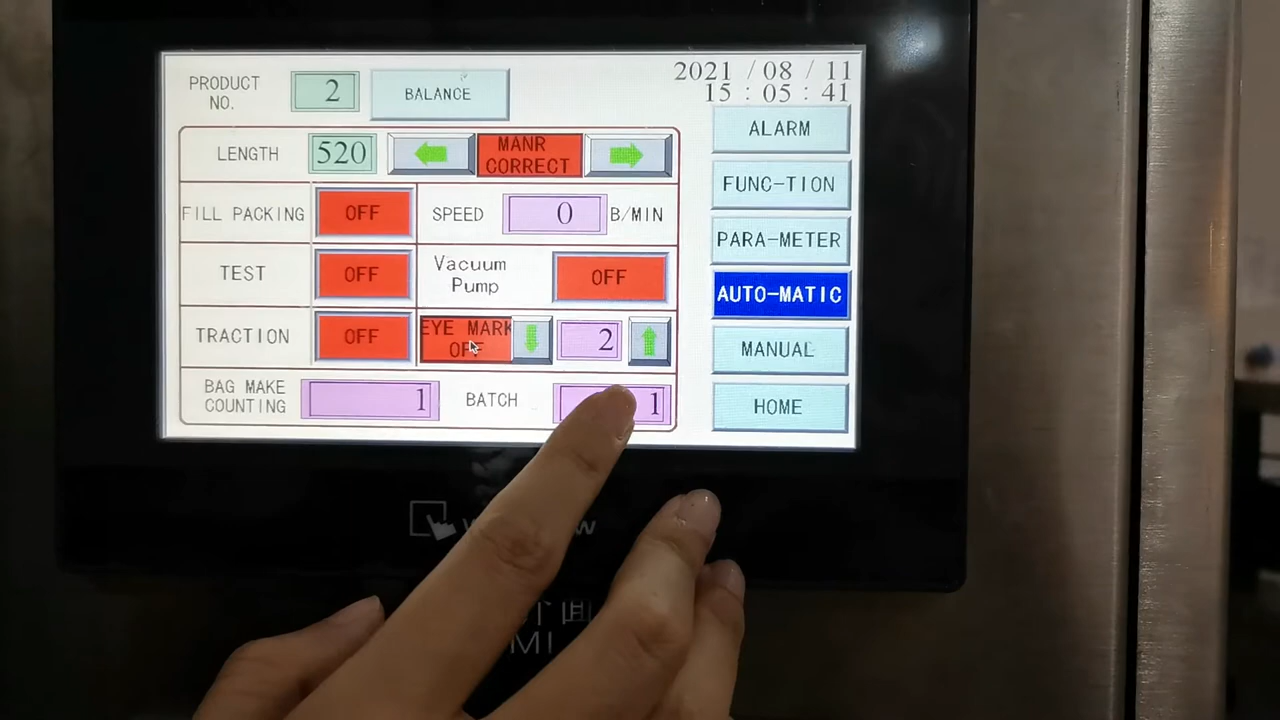 PRODUCT NO.
2
BALANCE
2021 / 08 / 11
15 : 05 : 41
LENGTH
520
MANR CORRECT
FILL PACKING
OFF
SPEED
0
B/MIN
TEST
OFF
Vacuum Pump
OFF
TRACTION
OFF
EYE MARK OFF
2
BAG MAKE COUNTING
1
BATCH
1
ALARM
FUNC-TION
PARA-METER
AUTO-MATIC
MANUAL
HOME